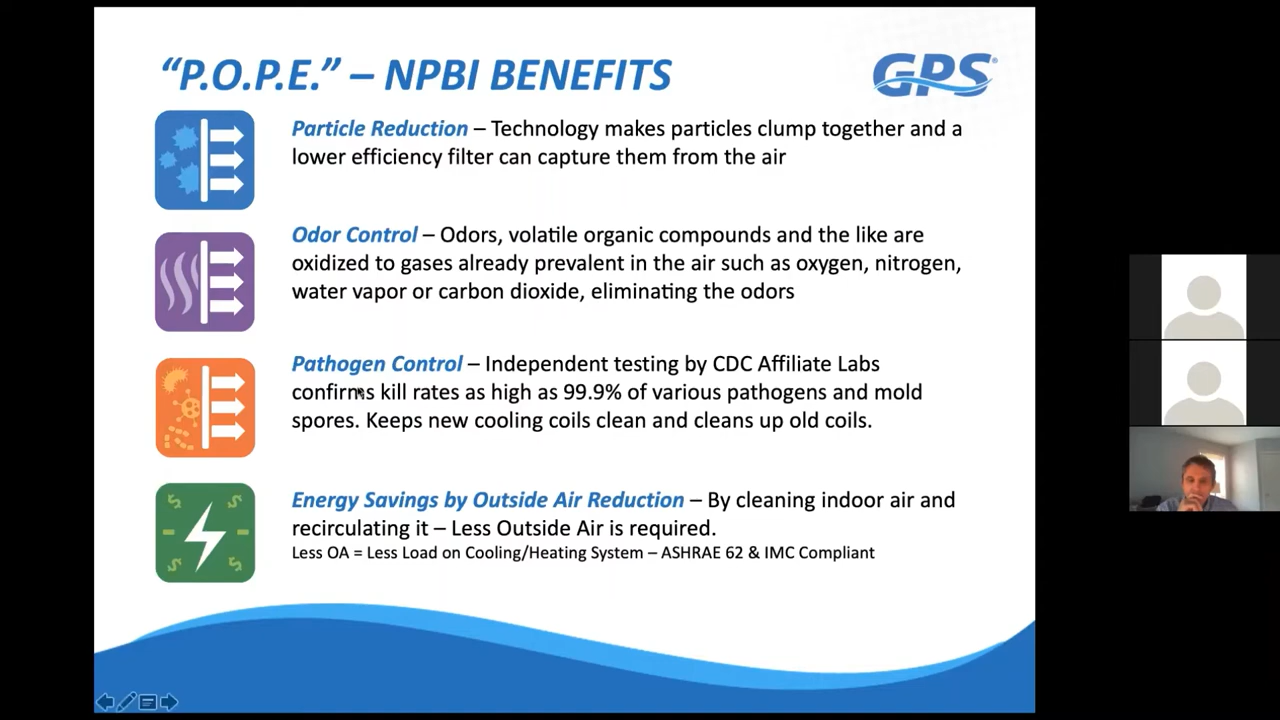 “P.O.P.E.” – NPBI BENEFITS
GPS®
Particle Reduction – Technology makes particles clump together and a
lower efficiency filter can capture them from the air
Odor Control – Odors, volatile organic compounds and the like are
oxidized to gases already prevalent in the air such as oxygen, nitrogen,
water vapor or carbon dioxide, eliminating the odors
Pathogen Control – Independent testing by CDC Affiliate Labs
confirms kill rates as high as 99.9% of various pathogens and mold
spores. Keeps new cooling coils clean and cleans up old coils.
Energy Savings by Outside Air Reduction – By cleaning indoor air and
recirculating it – Less Outside Air is required.
Less OA = Less Load on Cooling/Heating System – ASHRAE 62 & IMC Compliant